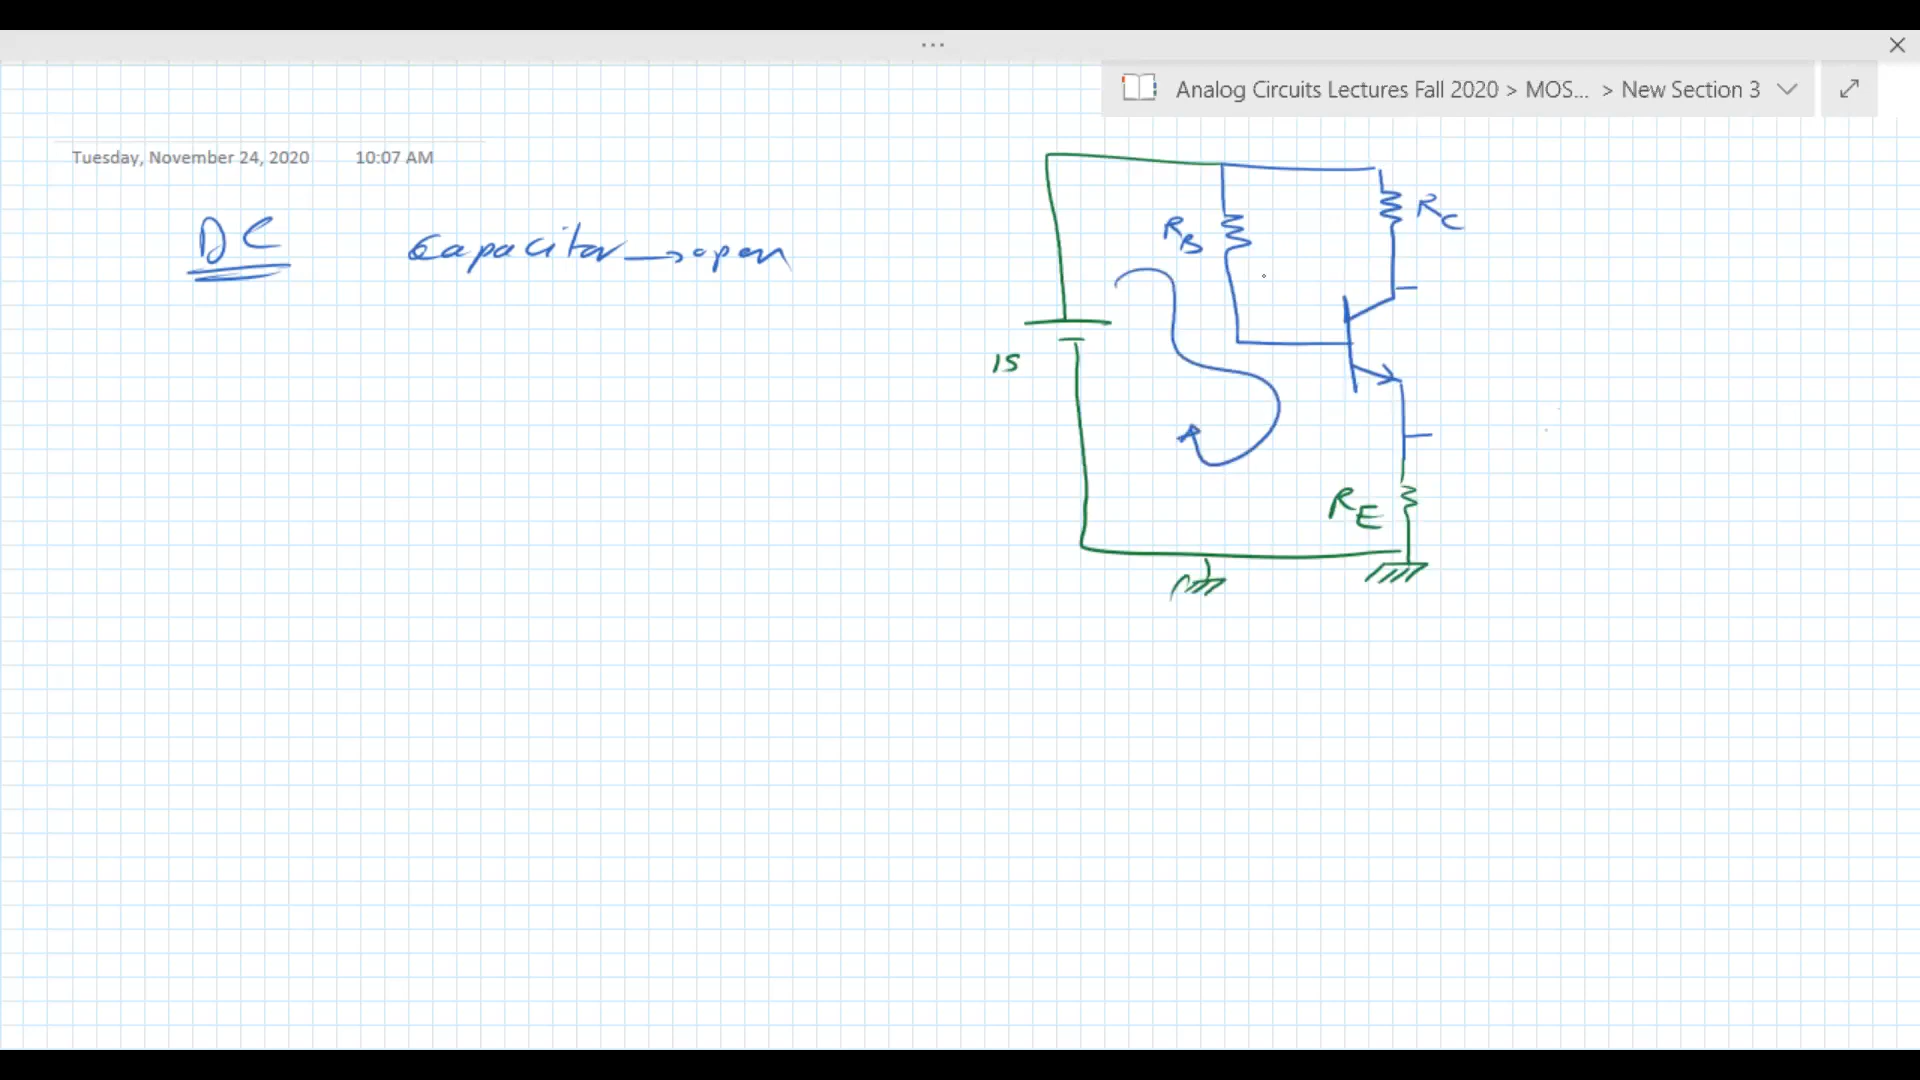 ...
Analog Circuits Lectures Fall 2020 > MOS... > New Section 3
Tuesday, November 24, 2020 10:07 AM
DC Capacitor → open
RB
RC
15
RE